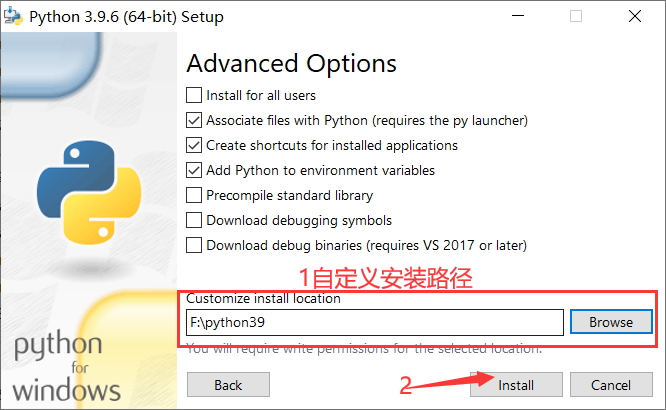 Python 3.9.6 (64-bit) Setup
Advanced Options
Install for all users
Associate files with Python (requires the py launcher)
Create shortcuts for installed applications
Add Python to environment variables
Precompile standard library
Download debugging symbols
Download debug binaries (requires VS 2017 or later)
1自定义安装路径
Customize install location
F:\python39
Browse
You will require write permissions for the selected location.
python
for
windows
Back
2
Install
Cancel